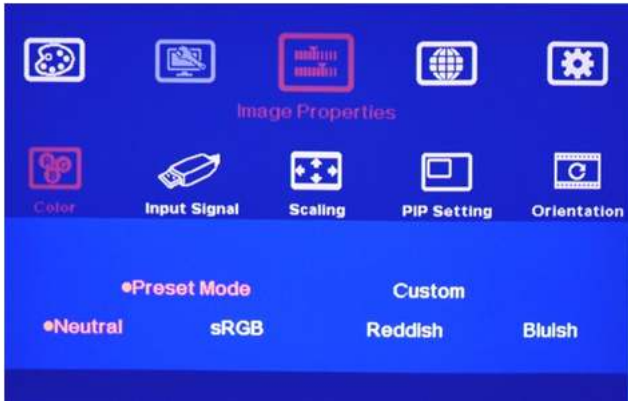 Image Properties
Color Input Signal Scaling PIP Setting Orientation
Preset Mode Custom
Neutral sRGB Reddish Bluish